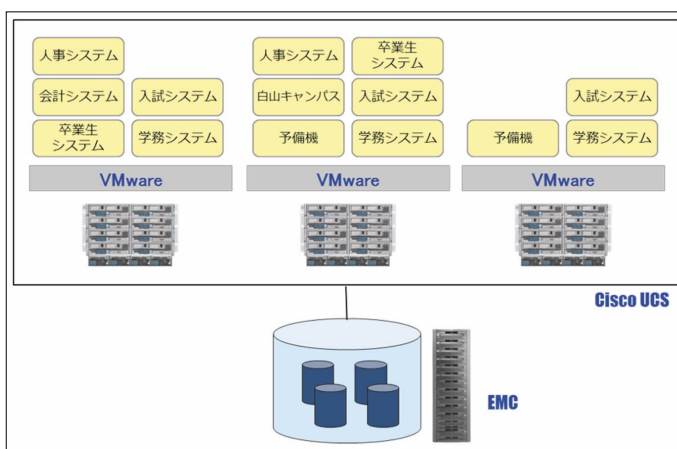 人事システム
会計システム
入試システム
卒業生
システム
学務システム
VMware
人事システム
卒業生
システム
白山キャンパス
入試システム
予備機
学務システム
VMware
入試システム
予備機
学務システム
VMware
Cisco UCS
EMC